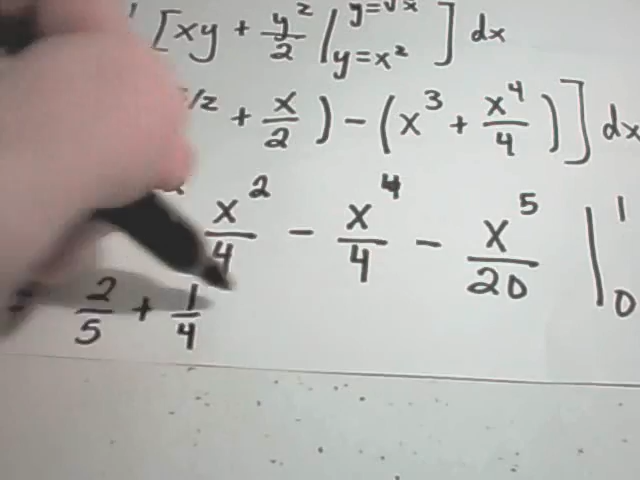 [xy + y²/2 |y=√x y=x² ] dx
/2 + x/2 ) − (x³ + x⁴/4 ) ] dx
x²/4 − x⁴/4 − x⁵/20 |₀¹
= 2/5 + 1/4